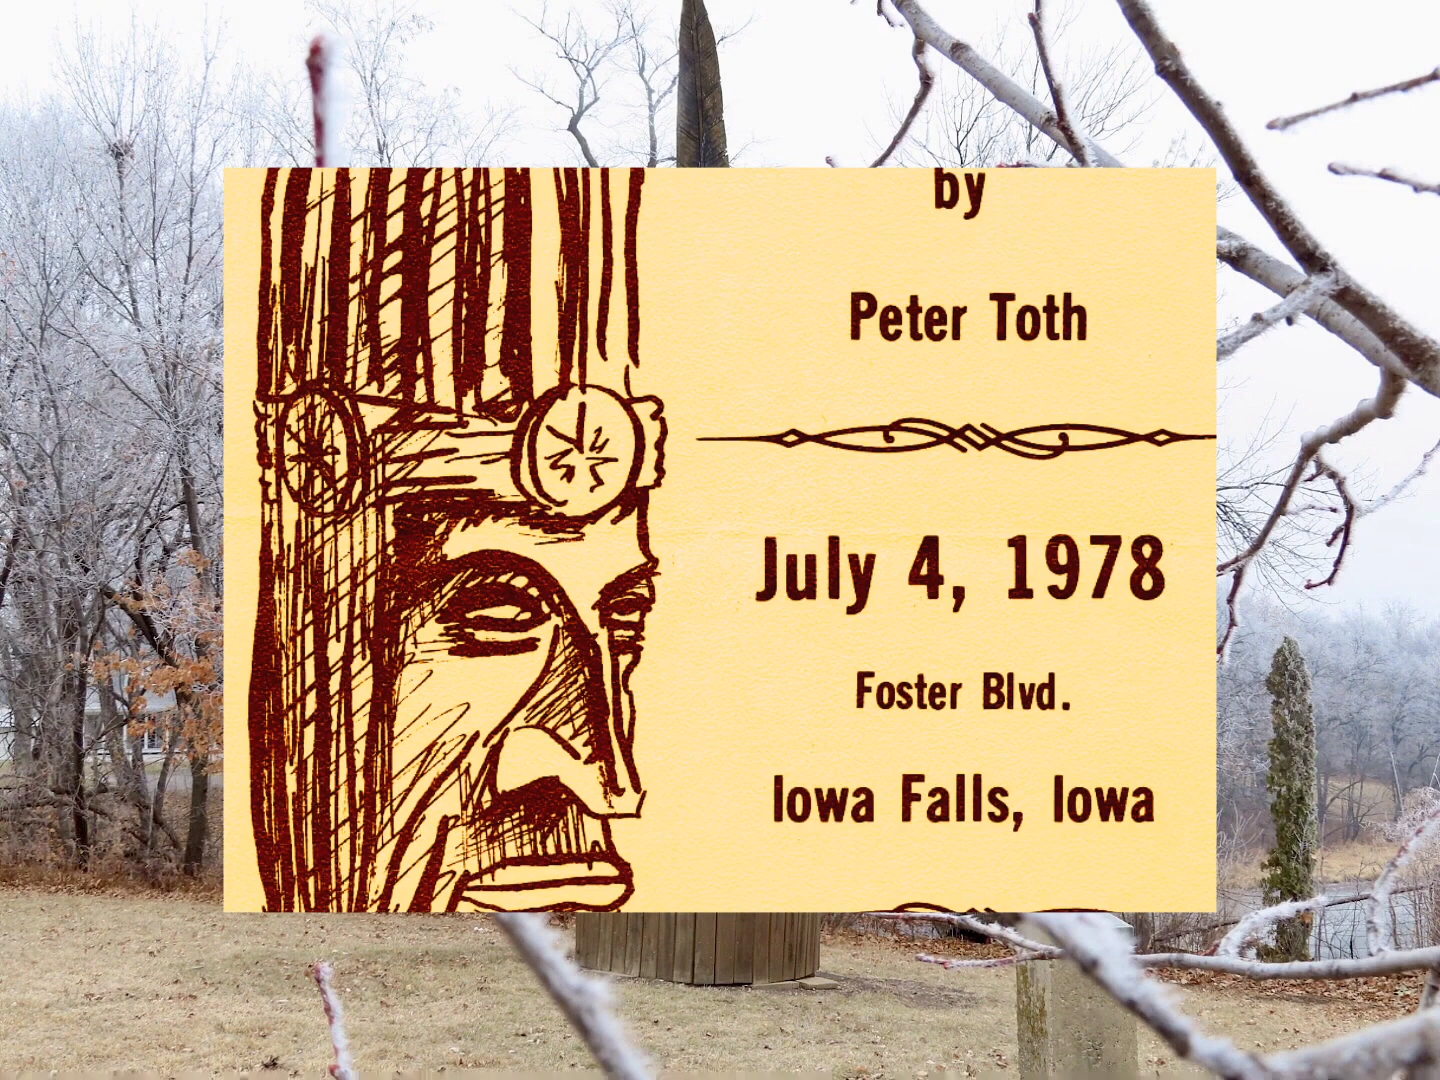 by
Peter Toth
July 4, 1978
Foster Blvd.
Iowa Falls, Iowa